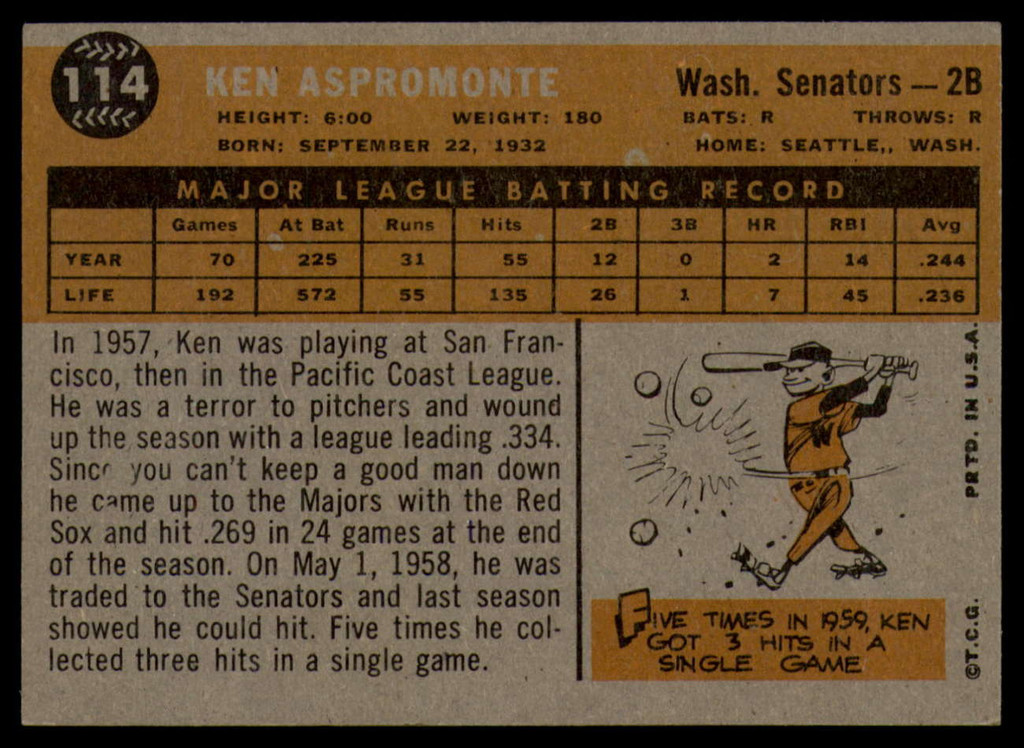 114
KEN ASPROMONTE
Wash. Senators — 2B
HEIGHT: 6:00 WEIGHT: 180 BATS: R THROWS: R
BORN: SEPTEMBER 22, 1932 HOME: SEATTLE,, WASH.
MAJOR LEAGUE BATTING RECORD
Games At Bat Runs Hits 2B 3B HR RBI Avg
YEAR 70 225 31 55 12 0 2 14 .244
LIFE 192 572 55 135 26 1 7 45 .236
In 1957, Ken was playing at San Fran-
cisco, then in the Pacific Coast League.
He was a terror to pitchers and wound
up the season with a league leading .334.
Since you can't keep a good man down
he came up to the Majors with the Red
Sox and hit .269 in 24 games at the end
of the season. On May 1, 1958, he was
traded to the Senators and last season
showed he could hit. Five times he col-
lected three hits in a single game.
W
FIVE TIMES IN 1959, KEN
GOT 3 HITS IN A
SINGLE GAME
©T.C.G. PRTD. IN U.S.A.